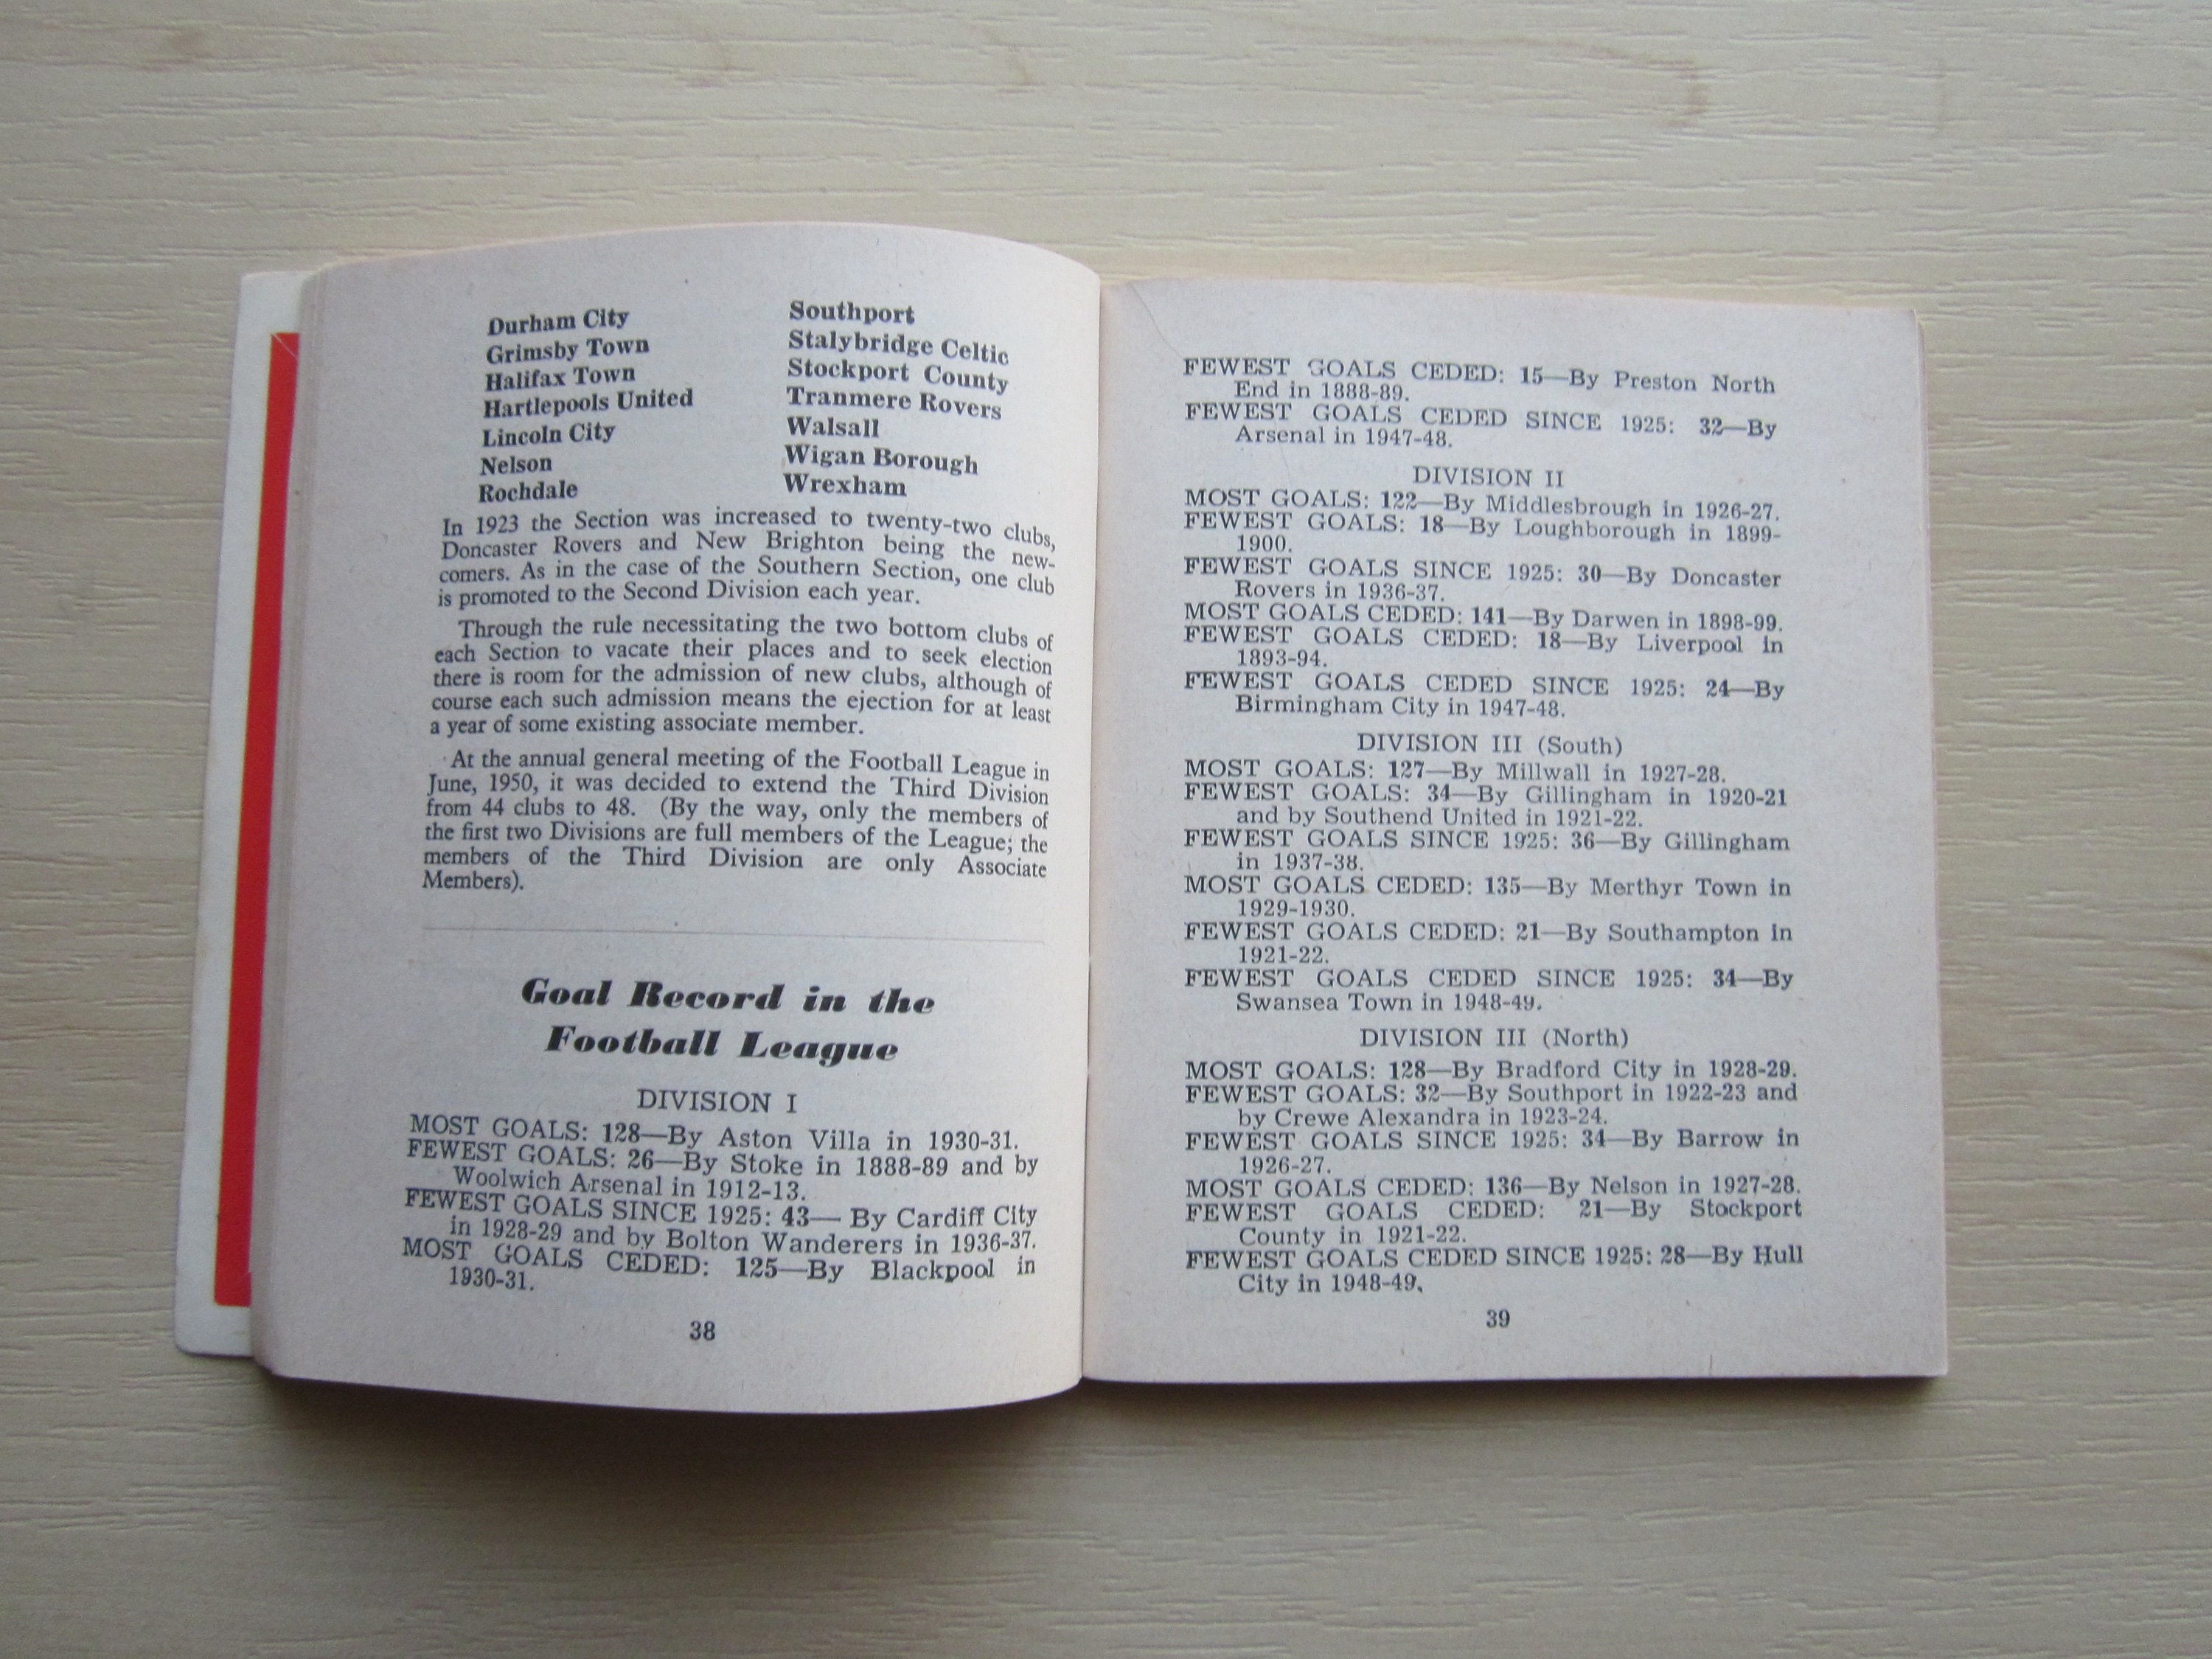 Durham City
Grimsby Town
Halifax Town
Hartlepools United
Lincoln City
Nelson
Rochdale
Southport
Stalybridge Celtic
Stockport County
Tranmere Rovers
Walsall
Wigan Borough
Wrexham
In 1923 the Section was increased to twenty-two clubs,
Doncaster Rovers and New Brighton being the new-
comers. As in the case of the Southern Section, one club
is promoted to the Second Division each year.
Through the rule necessitating the two bottom clubs of
each Section to vacate their places and to seek election
there is room for the admission of new clubs, although of
course each such admission means the ejection for at least
a year of some existing associate member.
At the annual general meeting of the Football League in
June, 1950, it was decided to extend the Third Division
from 44 clubs to 48. (By the way, only the members of
the first two Divisions are full members of the League; the
members of the Third Division are only Associate
Members).
Goal Record in the
Football League
DIVISION I
MOST GOALS: 128—By Aston Villa in 1930-31.
FEWEST GOALS: 26—By Stoke in 1888-89 and by
Woolwich Arsenal in 1912-13.
FEWEST GOALS SINCE 1925: 43— By Cardiff City
in 1928-29 and by Bolton Wanderers in 1936-37.
MOST GOALS CEDED: 125—By Blackpool in
1930-31.
38
FEWEST GOALS CEDED: 15—By Preston North
End in 1888-89.
FEWEST GOALS CEDED SINCE 1925: 32—By
Arsenal in 1947-48.
DIVISION II
MOST GOALS: 122—By Middlesbrough in 1926-27.
FEWEST GOALS: 18—By Loughborough in 1899-
1900.
FEWEST GOALS SINCE 1925: 30—By Doncaster
Rovers in 1936-37.
MOST GOALS CEDED: 141—By Darwen in 1898-99.
FEWEST GOALS CEDED: 18—By Liverpool in
1893-94.
FEWEST GOALS CEDED SINCE 1925: 24—By
Birmingham City in 1947-48.
DIVISION III (South)
MOST GOALS: 127—By Millwall in 1927-28.
FEWEST GOALS: 34—By Gillingham in 1920-21
and by Southend United in 1921-22.
FEWEST GOALS SINCE 1925: 36—By Gillingham
in 1937-38.
MOST GOALS CEDED: 135—By Merthyr Town in
1929-1930.
FEWEST GOALS CEDED: 21—By Southampton in
1921-22.
FEWEST GOALS CEDED SINCE 1925: 34—By
Swansea Town in 1948-49.
DIVISION III (North)
MOST GOALS: 128—By Bradford City in 1928-29.
FEWEST GOALS: 32—By Southport in 1922-23 and
by Crewe Alexandra in 1923-24.
FEWEST GOALS SINCE 1925: 34—By Barrow in
1926-27.
MOST GOALS CEDED: 136—By Nelson in 1927-28.
FEWEST GOALS CEDED: 21—By Stockport
County in 1921-22.
FEWEST GOALS CEDED SINCE 1925: 28—By Hull
City in 1948-49.
39